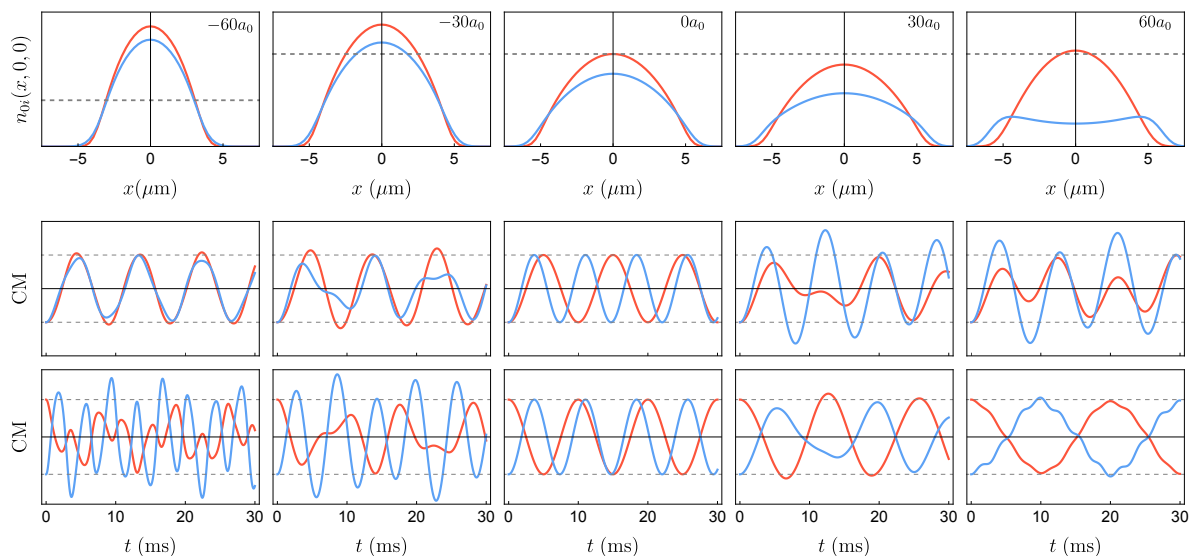 −60a₀ −30a₀ 0a₀ 30a₀ 60a₀
n₀ᵢ(x, 0, 0)
−5 0 5 −5 0 5 −5 0 5 −5 0 5 −5 0 5
x(μm) x (μm) x (μm) x (μm) x (μm)
CM
CM
0 10 20 30 0 10 20 30 0 10 20 30 0 10 20 30 0 10 20 30
t (ms) t (ms) t (ms) t (ms) t (ms)